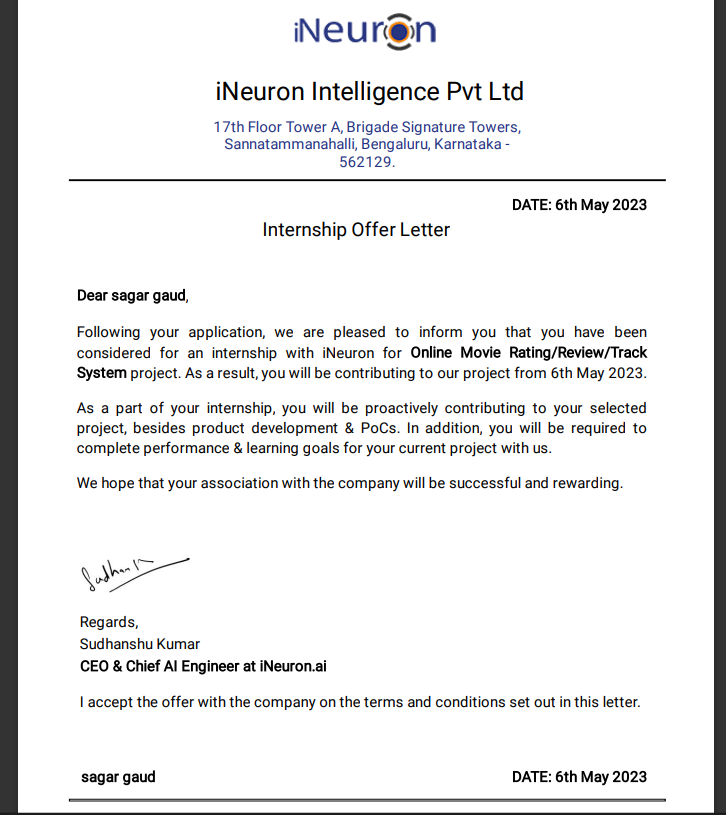 iNeuron
iNeuron Intelligence Pvt Ltd
17th Floor Tower A, Brigade Signature Towers,
Sannatammanahalli, Bengaluru, Karnataka -
562129.
DATE: 6th May 2023
Internship Offer Letter
Dear sagar gaud,
Following your application, we are pleased to inform you that you have been
considered for an internship with iNeuron for Online Movie Rating/Review/Track
System project. As a result, you will be contributing to our project from 6th May 2023.
As a part of your internship, you will be proactively contributing to your selected
project, besides product development & PoCs. In addition, you will be required to
complete performance & learning goals for your current project with us.
We hope that your association with the company will be successful and rewarding.
Regards,
Sudhanshu Kumar
CEO & Chief AI Engineer at iNeuron.ai
I accept the offer with the company on the terms and conditions set out in this letter.
sagar gaud DATE: 6th May 2023